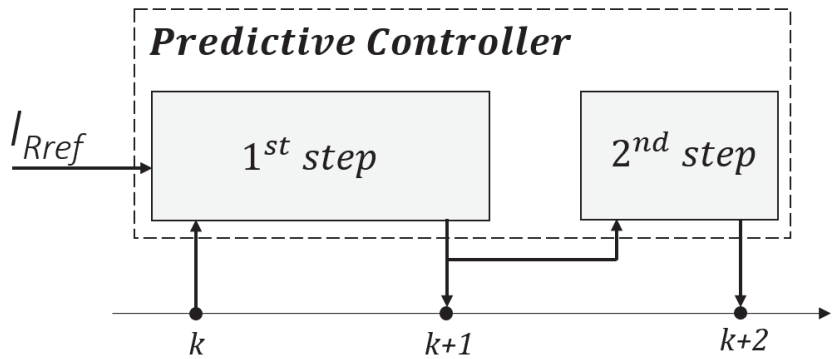 Predictive Controller
I_Rref
1^st step
2^nd step
k
k+1
k+2